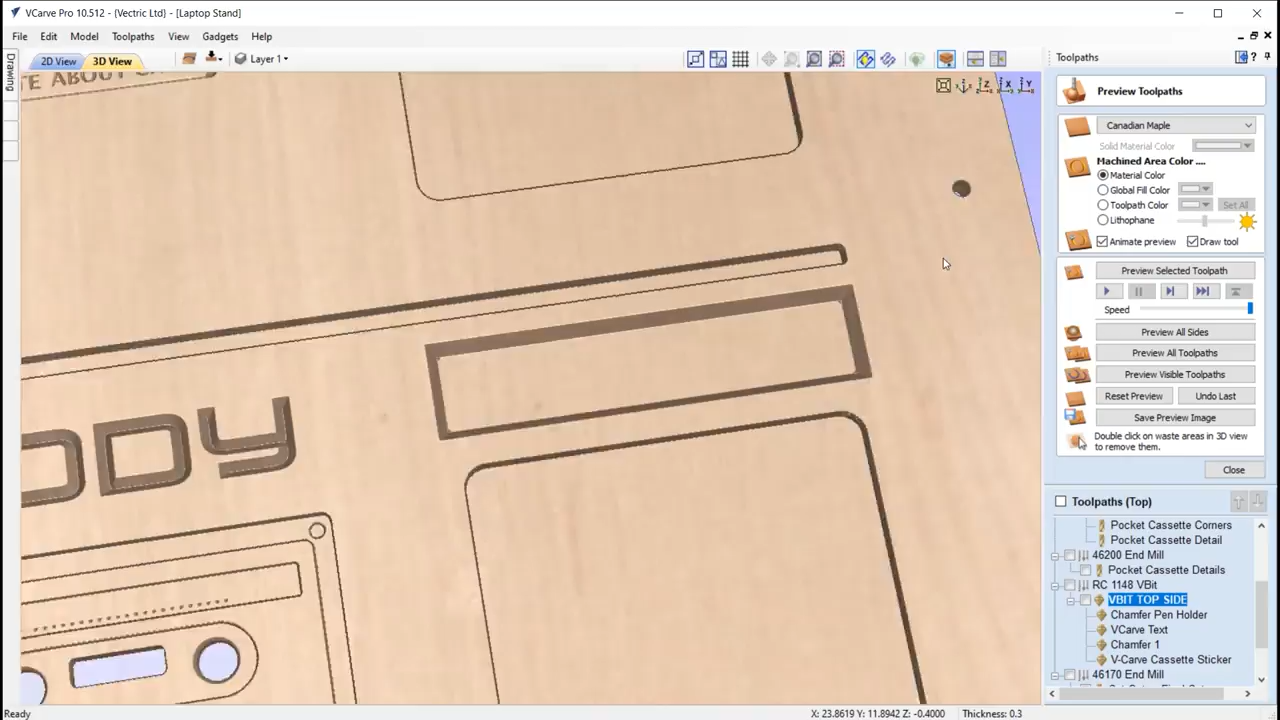 VCarve Pro 10.512 - {Vectric Ltd} - [Laptop Stand]
File Edit Model Toolpaths View Gadgets Help
2D View 3D View Layer 1
Drawing
TE ABOUT
ODY
Toolpaths
Preview Toolpaths
Canadian Maple
Solid Material Color
Machined Area Color ....
Material Color
Global Fill Color
Toolpath Color Set All
Lithophane
Animate preview Draw tool
Preview Selected Toolpath
Speed
Preview All Sides
Preview All Toolpaths
Preview Visible Toolpaths
Reset Preview Undo Last
Save Preview Image
Double click on waste areas in 3D view
to remove them.
Close
Toolpaths (Top)
Pocket Cassette Corners
Pocket Cassette Detail
46200 End Mill
Pocket Cassette Details
RC 1148 VBit
VBIT TOP SIDE
Chamfer Pen Holder
VCarve Text
Chamfer 1
V-Carve Cassette Sticker
46170 End Mill
Ready X: 23.8619 Y: 11.8942 Z: -0.4000 Thickness: 0.3